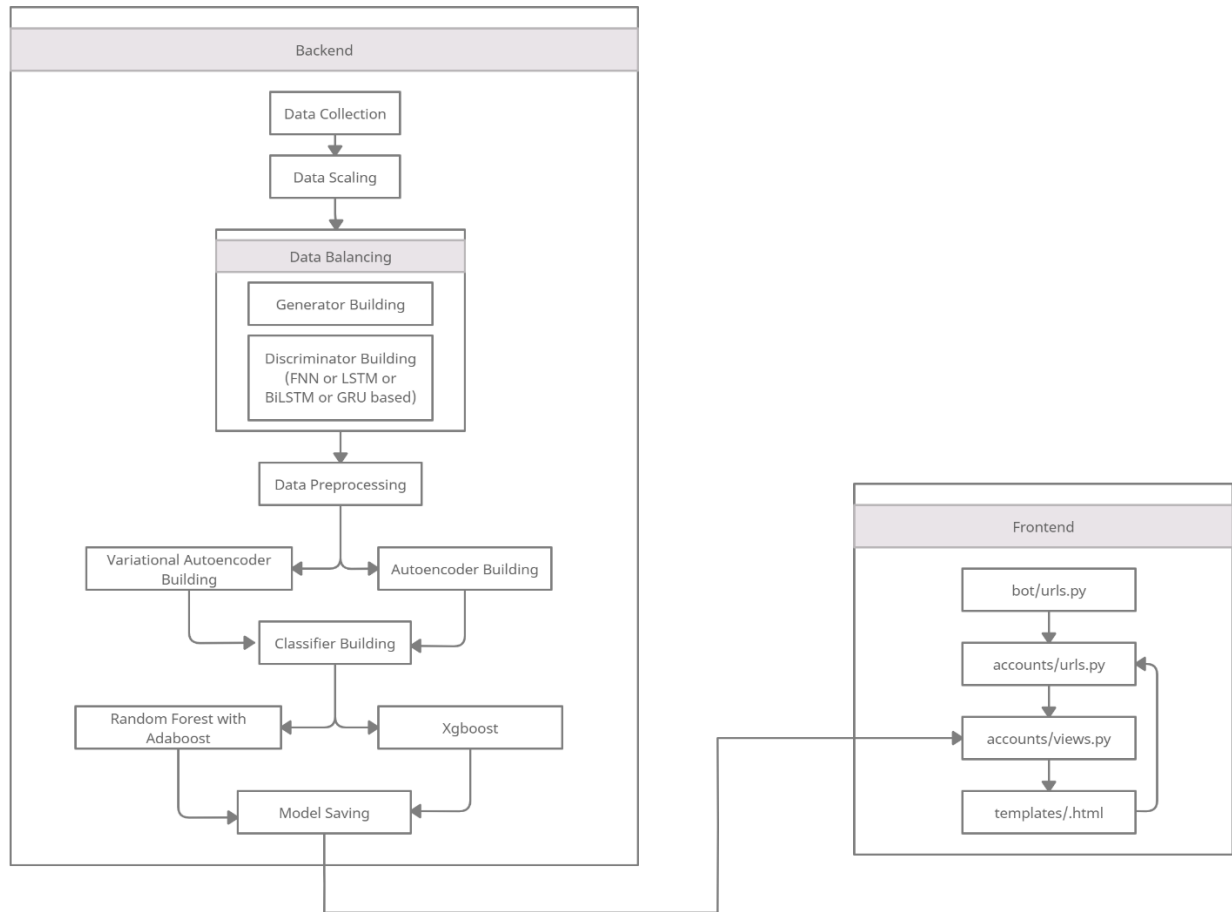 Backend
Data Collection
Data Scaling
Data Balancing
Generator Building
Discriminator Building
(FNN or LSTM or
BiLSTM or GRU based)
Data Preprocessing
Variational Autoencoder
Building
Autoencoder Building
Classifier Building
Random Forest with
Adaboost
Xgboost
Model Saving
Frontend
bot/urls.py
accounts/urls.py
accounts/views.py
templates/.html